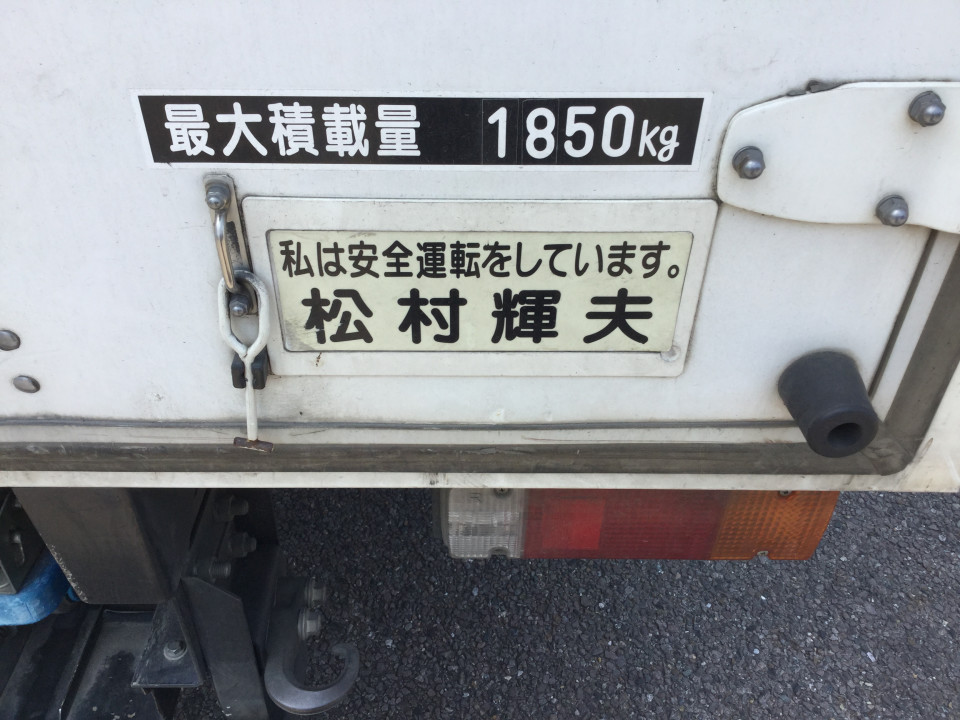 最大積載量 1850kg
私は安全運転をしています。
松村輝夫